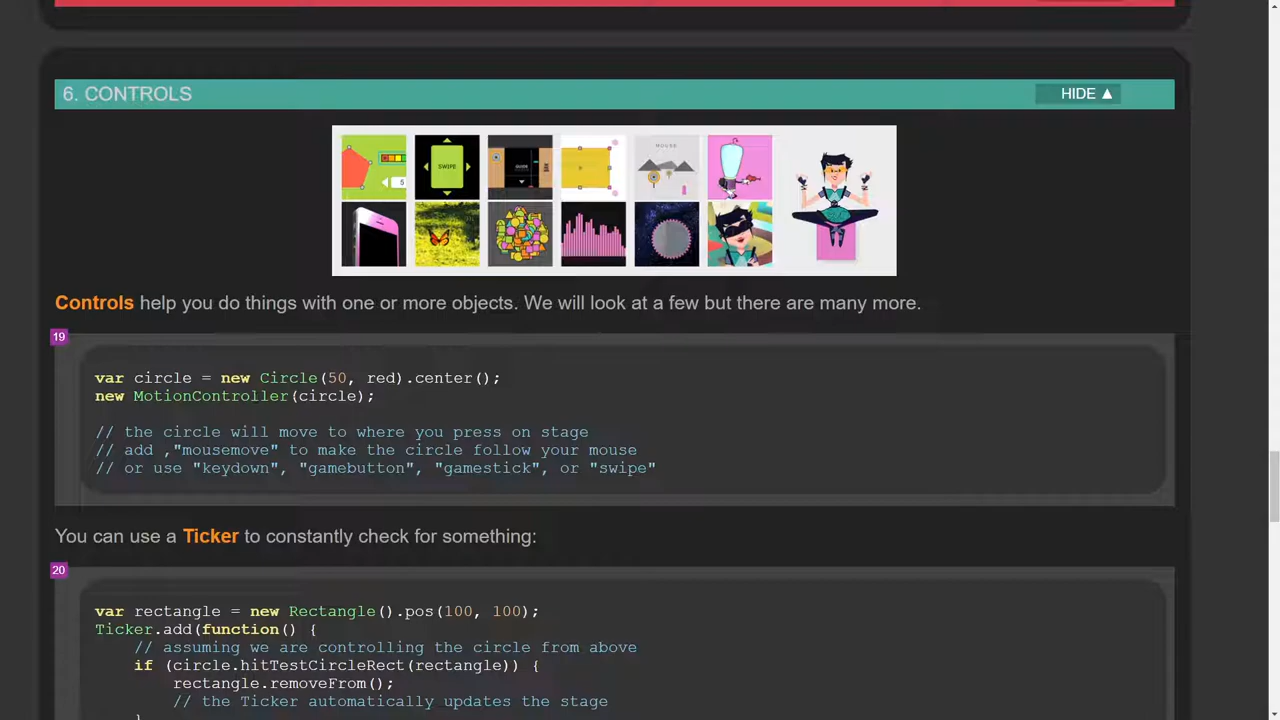 6. CONTROLS
HIDE ▲
SWIPE
GUIDE
MOUSE
5
Controls help you do things with one or more objects. We will look at a few but there are many more.
19
var circle = new Circle(50, red).center();
new MotionController(circle);
// the circle will move to where you press on stage
// add ,"mousemove" to make the circle follow your mouse
// or use "keydown", "gamebutton", "gamestick", or "swipe"
You can use a Ticker to constantly check for something:
20
var rectangle = new Rectangle().pos(100, 100);
Ticker.add(function() {
// assuming we are controlling the circle from above
if (circle.hitTestCircleRect(rectangle)) {
rectangle.removeFrom();
// the Ticker automatically updates the stage
}